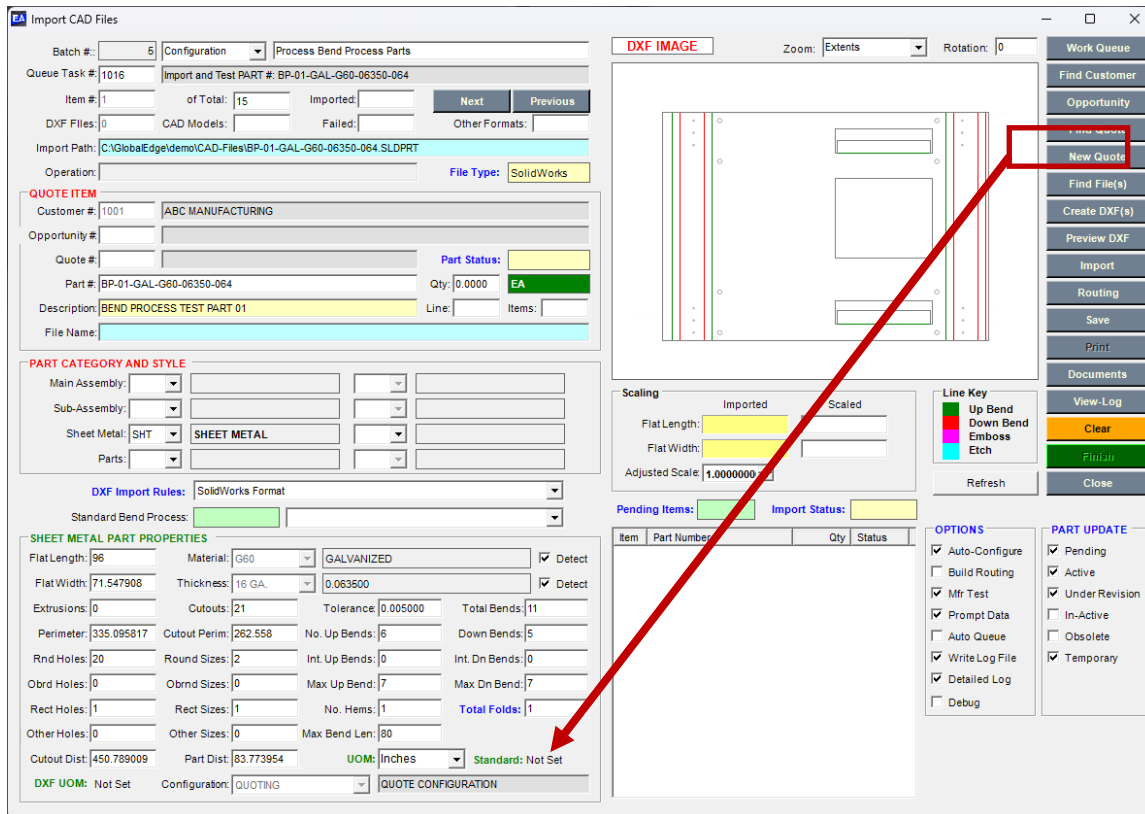 EA Import CAD Files
Batch #:: 5 Configuration Process Bend Process Parts
Queue Task #: 1016 Import and Test PART #: BP-01-GAL-G60-06350-064
Item #: 1 of Total: 15 Imported: Next Previous
DXF FIles: 0 CAD Models: Failed: Other Formats:
Import Path: C:\GlobalEdge\demo\CAD-Files\BP-01-GAL-G60-06350-064.SLDPRT
Operation: File Type: SolidWorks
QUOTE ITEM
Customer #: 1001 ABC MANUFACTURING
Opportunity #:
Quote #: Part Status:
Part #: BP-01-GAL-G60-06350-064 Qty: 0.0000 EA
Description: BEND PROCESS TEST PART 01 Line: Items:
File Name:
PART CATEGORY AND STYLE
Main Assembly:
Sub-Assembly:
Sheet Metal: SHT SHEET METAL
Parts:
DXF Import Rules: SolidWorks Format
Standard Bend Process:
SHEET METAL PART PROPERTIES
Flat Length: 96 Material: G60 GALVANIZED Detect
Flat Width: 71.547908 Thickness: 16 GA. 0.063500 Detect
Extrusions: 0 Cutouts: 21 Tolerance: 0.005000 Total Bends: 11
Perimeter: 335.095817 Cutout Perim: 262.558 No. Up Bends: 6 Down Bends: 5
Rnd Holes: 20 Round Sizes: 2 Int. Up Bends: 0 Int. Dn Bends: 0
Obrd Holes: 0 Obrnd Sizes: 0 Max Up Bend: 7 Max Dn Bend: 7
Rect Holes: 1 Rect Sizes: 1 No. Hems: 1 Total Folds: 1
Other Holes: 0 Other Sizes: 0 Max Bend Len: 80
Cutout Dist: 450.789009 Part Dist: 83.773954 UOM: Inches Standard: Not Set
DXF UOM: Not Set Configuration: QUOTING QUOTE CONFIGURATION
DXF IMAGE Zoom: Extents Rotation: 0
Scaling
Imported Scaled
Flat Length:
Flat Width:
Adjusted Scale: 1.0000000
Line Key
Up Bend
Down Bend
Emboss
Etch
Refresh
Pending Items: Import Status:
Item Part Number Qty Status
OPTIONS
Auto-Configure
Build Routing
Mfr Test
Prompt Data
Auto Queue
Write Log File
Detailed Log
Debug
PART UPDATE
Pending
Active
Under Revision
In-Active
Obsolete
Temporary
Work Queue
Find Customer
Opportunity
Find Quote
New Quote
Find File(s)
Create DXF(s)
Preview DXF
Import
Routing
Save
Print
Documents
View-Log
Clear
Finish
Close